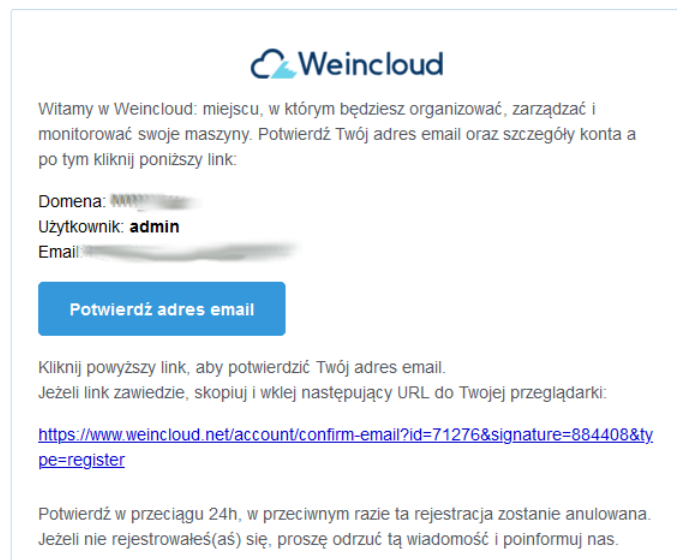 Weincloud
Witamy w Weincloud: miejscu, w którym będziesz organizować, zarządzać i
monitorować swoje maszyny. Potwierdź Twój adres email oraz szczegóły konta a
po tym kliknij poniższy link:
Domena:
Użytkownik: admin
Email:
Potwierdź adres email
Kliknij powyższy link, aby potwierdzić Twój adres email.
Jeżeli link zawiedzie, skopiuj i wklej następujący URL do Twojej przeglądarki:
https://www.weincloud.net/account/confirm-email?id=71276&signature=884408&ty
pe=register
Potwierdź w przeciągu 24h, w przeciwnym razie ta rejestracja zostanie anulowana.
Jeżeli nie rejestrowałeś(aś) się, proszę odrzuć tą wiadomość i poinformuj nas.